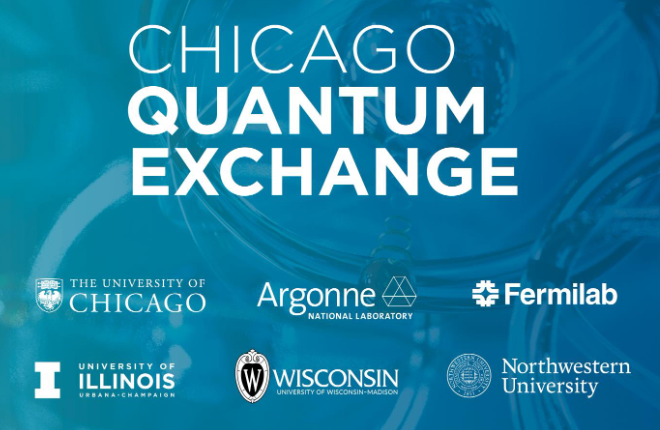 CHICAGO
QUANTUM
EXCHANGE
THE UNIVERSITY OF
CHICAGO
Argonne
NATIONAL LABORATORY
Fermilab
I
UNIVERSITY OF
ILLINOIS
URBANA-CHAMPAIGN
W
WISCONSIN
UNIVERSITY OF WISCONSIN-MADISON
Northwestern
University